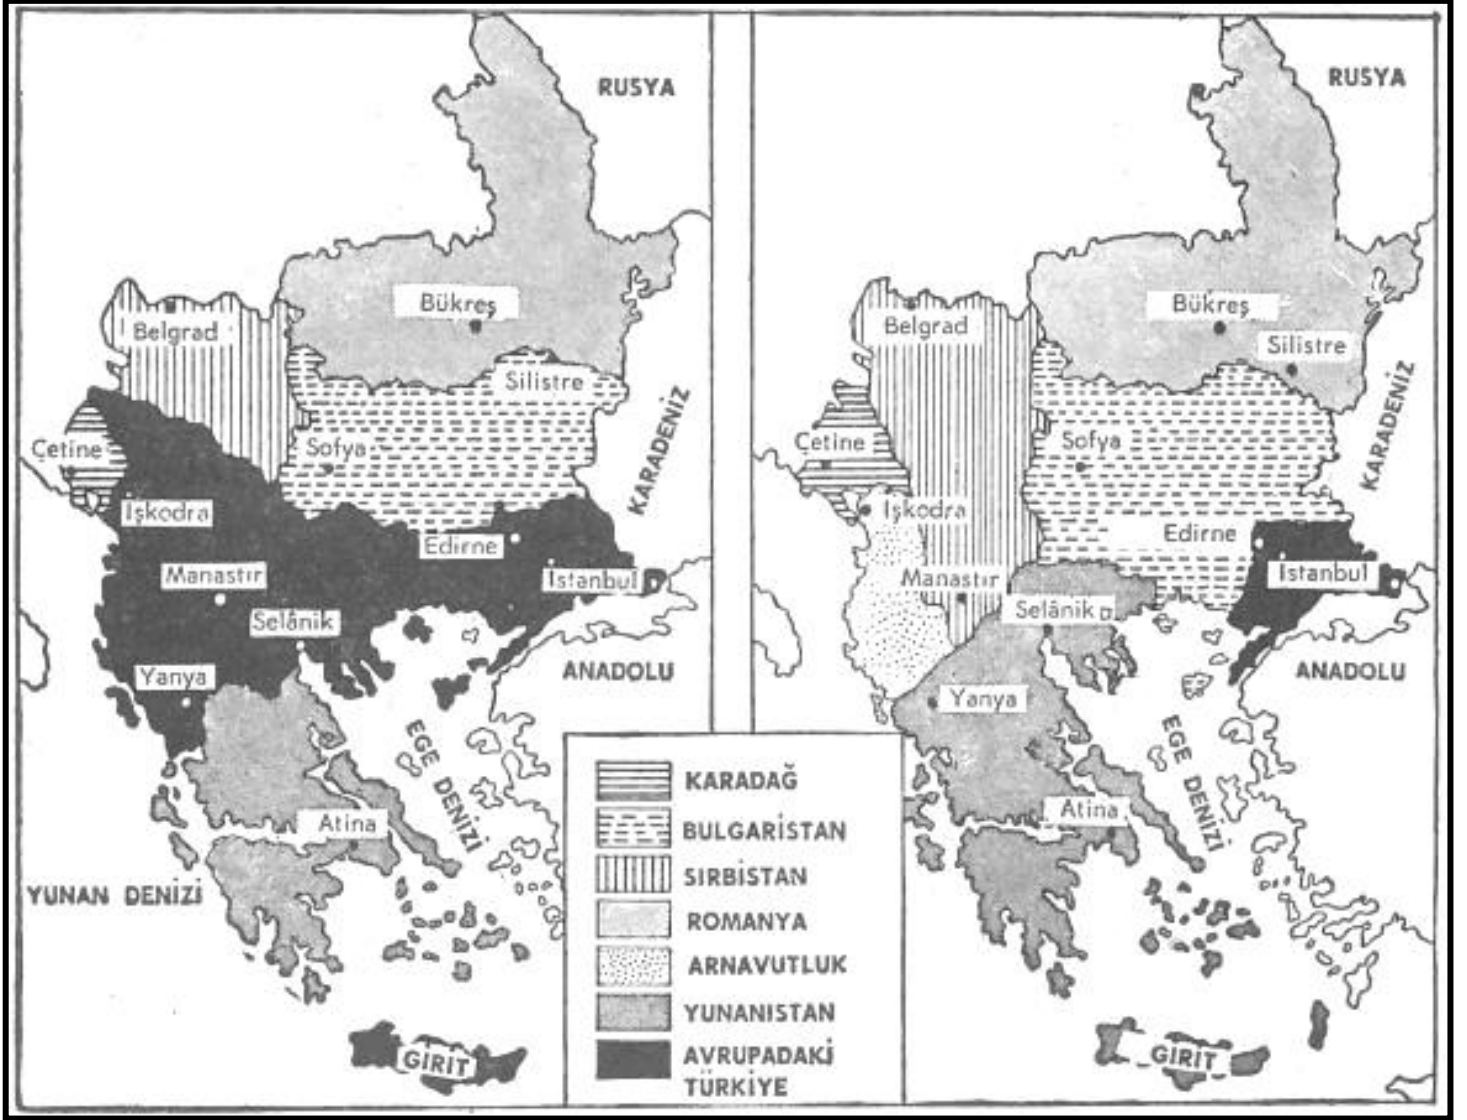 RUSYA
Bükreş
Belgrad
Silistre
Çetine
Sofya
KARADENİZ
İşkodra
Edirne
Manastır
İstanbul
Selânik
Yanya
ANADOLU
EGE DENİZİ
Atina
YUNAN DENİZİ
GİRİT
RUSYA
Bükreş
Belgrad
Silistre
KARADENİZ
Çetine
Sofya
İşkodra
Edirne
Manastır
İstanbul
Selânik
ANADOLU
Yanya
EGE DENİZİ
Atina
GİRİT
KARADAĞ
BULGARİSTAN
SIRBİSTAN
ROMANYA
ARNAVUTLUK
YUNANISTAN
AVRUPADAKİ
TÜRKİYE